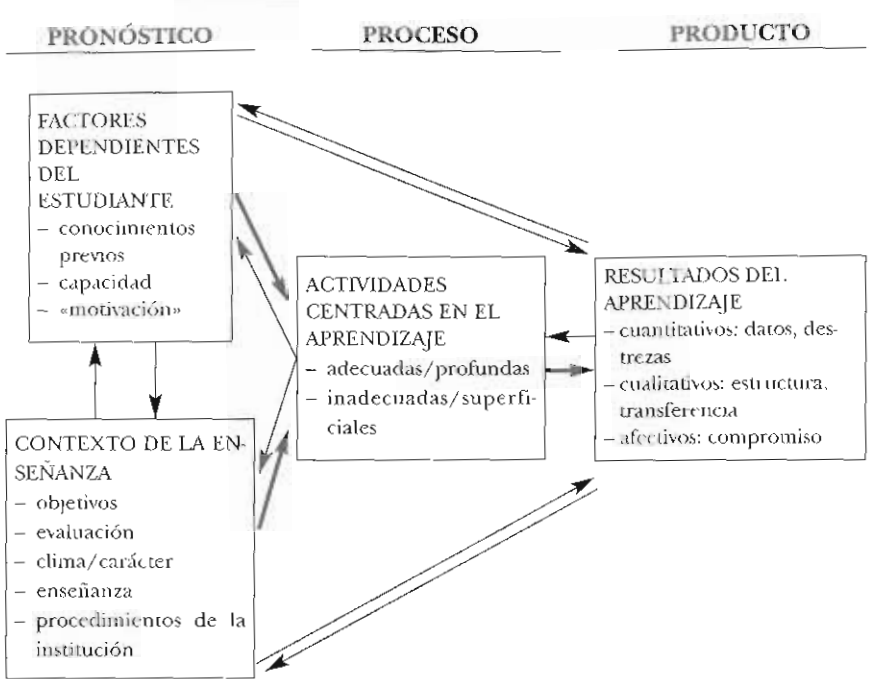 PRONÓSTICO
PROCESO
PRODUCTO
FACTORES
DEPENDIENTES
DEL
ESTUDIANTE
– conocimientos
previos
– capacidad
– «motivación»
CONTEXTO DE LA EN-
SEÑANZA
– objetivos
– evaluación
– clima/carácter
– enseñanza
– procedimientos de la
institución
ACTIVIDADES
CENTRADAS EN EL
APRENDIZAJE
– adecuadas/profundas
– inadecuadas/superfi-
ciales
RESULTADOS DEL
APRENDIZAJE
– cuantitativos: datos, des-
trezas
– cualitativos: estructura,
transferencia
– afectivos: compromiso